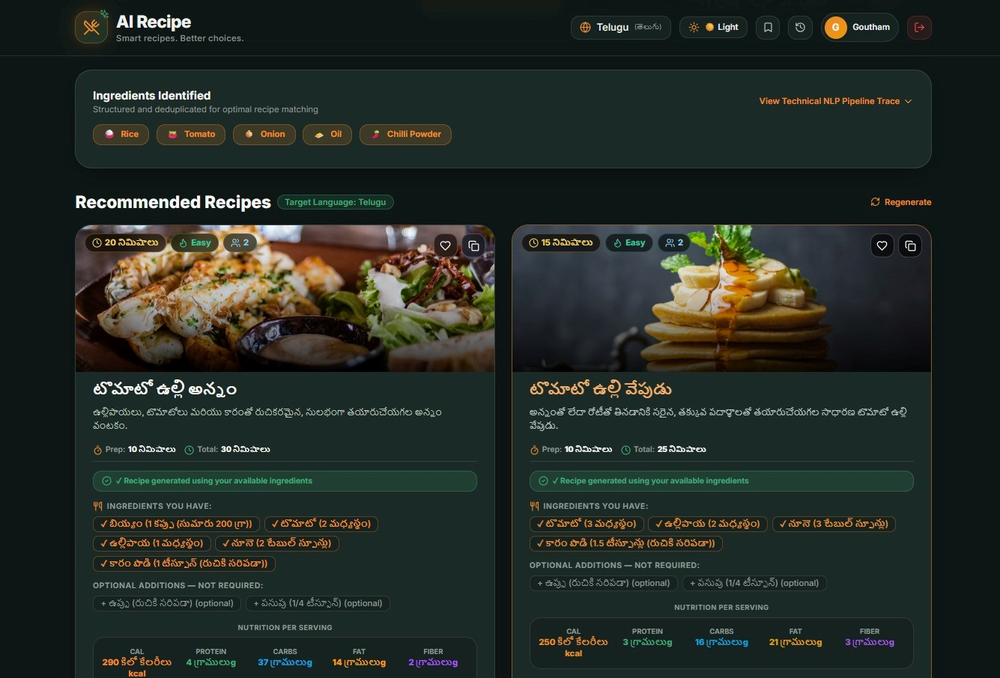 AI Recipe
Smart recipes. Better choices.
Telugu (తెలుగు)
Light
G Goutham
Ingredients Identified
Structured and deduplicated for optimal recipe matching
View Technical NLP Pipeline Trace
Rice
Tomato
Onion
Oil
Chilli Powder
Recommended Recipes
Target Language: Telugu
Regenerate
20 నిమిషాలు
Easy
2
టొమాటో ఉల్లి అన్నం
ఉల్లిపాయలు, టొమాటోలు మరియు కారంతో రుచికరమైన, సులభంగా తయారుచేయగల అన్నం
వంటకం.
Prep: 10 నిమిషాలు Total: 30 నిమిషాలు
✓ Recipe generated using your available ingredients
INGREDIENTS YOU HAVE:
✓ బియ్యం (1 కప్పు (సుమారు 200 గ్రా)) ✓ టొమాటో (2 మధ్యస్థం)
✓ ఉల్లిపాయ (1 మధ్యస్థం) ✓ నూనె (2 టేబుల్ స్పూన్లు)
✓ కారం పొడి (1 టీస్పూన్ (రుచికి సరిపడా))
OPTIONAL ADDITIONS — NOT REQUIRED:
+ ఉప్పు (రుచికి సరిపడా) (optional) + పసుపు (1/4 టీస్పూన్) (optional)
NUTRITION PER SERVING
CAL PROTEIN CARBS FAT FIBER
290 కిలో కేలరీలు 4 గ్రాములుg 37 గ్రాములుg 14 గ్రాములుg 2 గ్రాములుg
kcal
15 నిమిషాలు
Easy
2
టొమాటో ఉల్లి వేపుడు
అన్నంతో లేదా రోటీతో తినడానికి సరైన, తక్కువ పదార్థాలతో తయారుచేయగల సాధారణ టొమాటో ఉల్లి
వేపుడు.
Prep: 10 నిమిషాలు Total: 25 నిమిషాలు
✓ Recipe generated using your available ingredients
INGREDIENTS YOU HAVE:
✓ టొమాటో (3 మధ్యస్థం) ✓ ఉల్లిపాయ (2 మధ్యస్థం) ✓ నూనె (3 టేబుల్ స్పూన్లు)
✓ కారం పొడి (1.5 టీస్పూన్లు (రుచికి సరిపడా))
OPTIONAL ADDITIONS — NOT REQUIRED:
+ ఉప్పు (రుచికి సరిపడా) (optional) + పసుపు (1/4 టీస్పూన్) (optional)
NUTRITION PER SERVING
CAL PROTEIN CARBS FAT FIBER
250 కిలో కేలరీలు 3 గ్రాములుg 16 గ్రాములుg 21 గ్రాములుg 3 గ్రాములుg
kcal